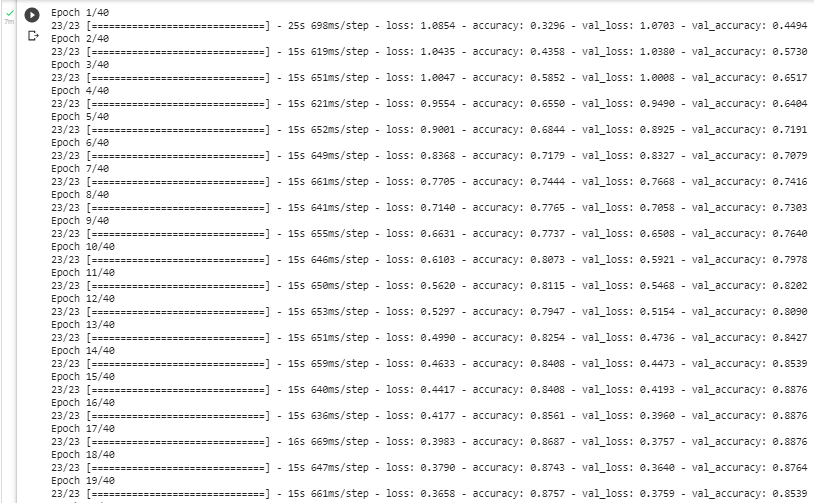 7m
Epoch 1/40
23/23 [==============================] - 25s 698ms/step - loss: 1.0854 - accuracy: 0.3296 - val_loss: 1.0703 - val_accuracy: 0.4494
Epoch 2/40
23/23 [==============================] - 15s 619ms/step - loss: 1.0435 - accuracy: 0.4358 - val_loss: 1.0380 - val_accuracy: 0.5730
Epoch 3/40
23/23 [==============================] - 15s 651ms/step - loss: 1.0047 - accuracy: 0.5852 - val_loss: 1.0008 - val_accuracy: 0.6517
Epoch 4/40
23/23 [==============================] - 15s 621ms/step - loss: 0.9554 - accuracy: 0.6550 - val_loss: 0.9490 - val_accuracy: 0.6404
Epoch 5/40
23/23 [==============================] - 15s 652ms/step - loss: 0.9001 - accuracy: 0.6844 - val_loss: 0.8925 - val_accuracy: 0.7191
Epoch 6/40
23/23 [==============================] - 15s 649ms/step - loss: 0.8368 - accuracy: 0.7179 - val_loss: 0.8327 - val_accuracy: 0.7079
Epoch 7/40
23/23 [==============================] - 15s 661ms/step - loss: 0.7705 - accuracy: 0.7444 - val_loss: 0.7668 - val_accuracy: 0.7416
Epoch 8/40
23/23 [==============================] - 15s 641ms/step - loss: 0.7140 - accuracy: 0.7765 - val_loss: 0.7058 - val_accuracy: 0.7303
Epoch 9/40
23/23 [==============================] - 15s 655ms/step - loss: 0.6631 - accuracy: 0.7737 - val_loss: 0.6508 - val_accuracy: 0.7640
Epoch 10/40
23/23 [==============================] - 15s 646ms/step - loss: 0.6103 - accuracy: 0.8073 - val_loss: 0.5921 - val_accuracy: 0.7978
Epoch 11/40
23/23 [==============================] - 15s 650ms/step - loss: 0.5620 - accuracy: 0.8115 - val_loss: 0.5468 - val_accuracy: 0.8202
Epoch 12/40
23/23 [==============================] - 15s 653ms/step - loss: 0.5297 - accuracy: 0.7947 - val_loss: 0.5154 - val_accuracy: 0.8090
Epoch 13/40
23/23 [==============================] - 15s 651ms/step - loss: 0.4990 - accuracy: 0.8254 - val_loss: 0.4736 - val_accuracy: 0.8427
Epoch 14/40
23/23 [==============================] - 15s 659ms/step - loss: 0.4633 - accuracy: 0.8408 - val_loss: 0.4473 - val_accuracy: 0.8539
Epoch 15/40
23/23 [==============================] - 15s 640ms/step - loss: 0.4417 - accuracy: 0.8408 - val_loss: 0.4193 - val_accuracy: 0.8876
Epoch 16/40
23/23 [==============================] - 15s 636ms/step - loss: 0.4177 - accuracy: 0.8561 - val_loss: 0.3960 - val_accuracy: 0.8876
Epoch 17/40
23/23 [==============================] - 16s 669ms/step - loss: 0.3983 - accuracy: 0.8687 - val_loss: 0.3757 - val_accuracy: 0.8876
Epoch 18/40
23/23 [==============================] - 15s 647ms/step - loss: 0.3790 - accuracy: 0.8743 - val_loss: 0.3640 - val_accuracy: 0.8764
Epoch 19/40
23/23 [==============================] - 15s 661ms/step - loss: 0.3658 - accuracy: 0.8757 - val_loss: 0.3759 - val_accuracy: 0.8539